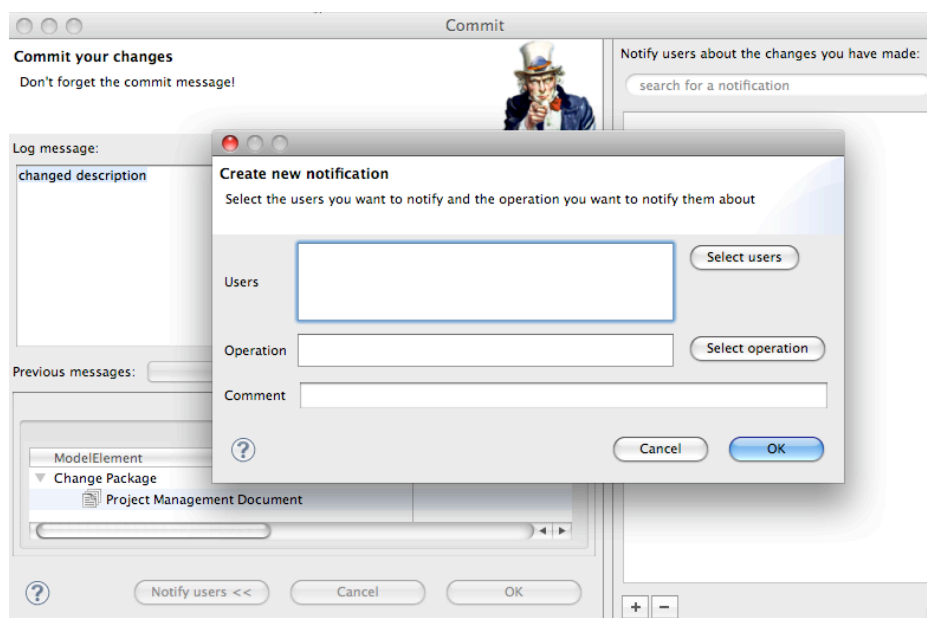 Commit
Commit your changes
Don't forget the commit message!
Notify users about the changes you have made:
search for a notification
Log message:
changed description
Create new notification
Select the users you want to notify and the operation you want to notify them about
Users
Select users
Operation
Select operation
Previous messages:
Comment
? Cancel OK
ModelElement
Change Package
Project Management Document
? Notify users << Cancel OK
+ −